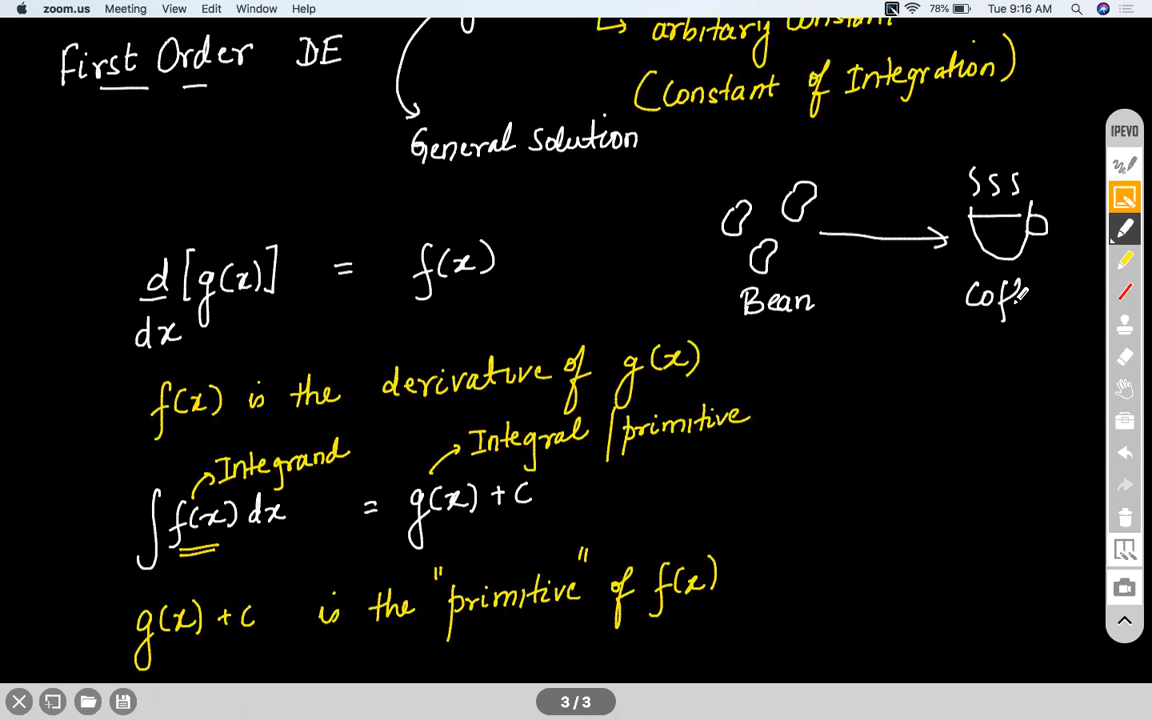 zoom.us Meeting View Edit Window Help 78% Tue 9:16 AM
arbitary constant
First Order DE
(Constant of Integration)
General solution
IPEVO
d/dx [g(x)] = f(x)
Bean
Cof
f(x) is the derivative of g(x)
Integrand
Integral / primitive
∫ f(x) dx = g(x) + c
g(x) + c is the "primitive" of f(x)
3 / 3